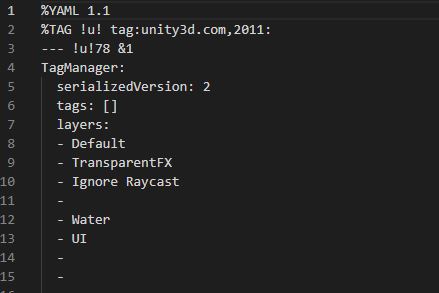 1 %YAML 1.1
2 %TAG !u! tag:unity3d.com,2011:
3 --- !u!78 &1
4 TagManager:
5   serializedVersion: 2
6   tags: []
7   layers:
8   - Default
9   - TransparentFX
10   - Ignore Raycast
11   -
12   - Water
13   - UI
14   -
15   -